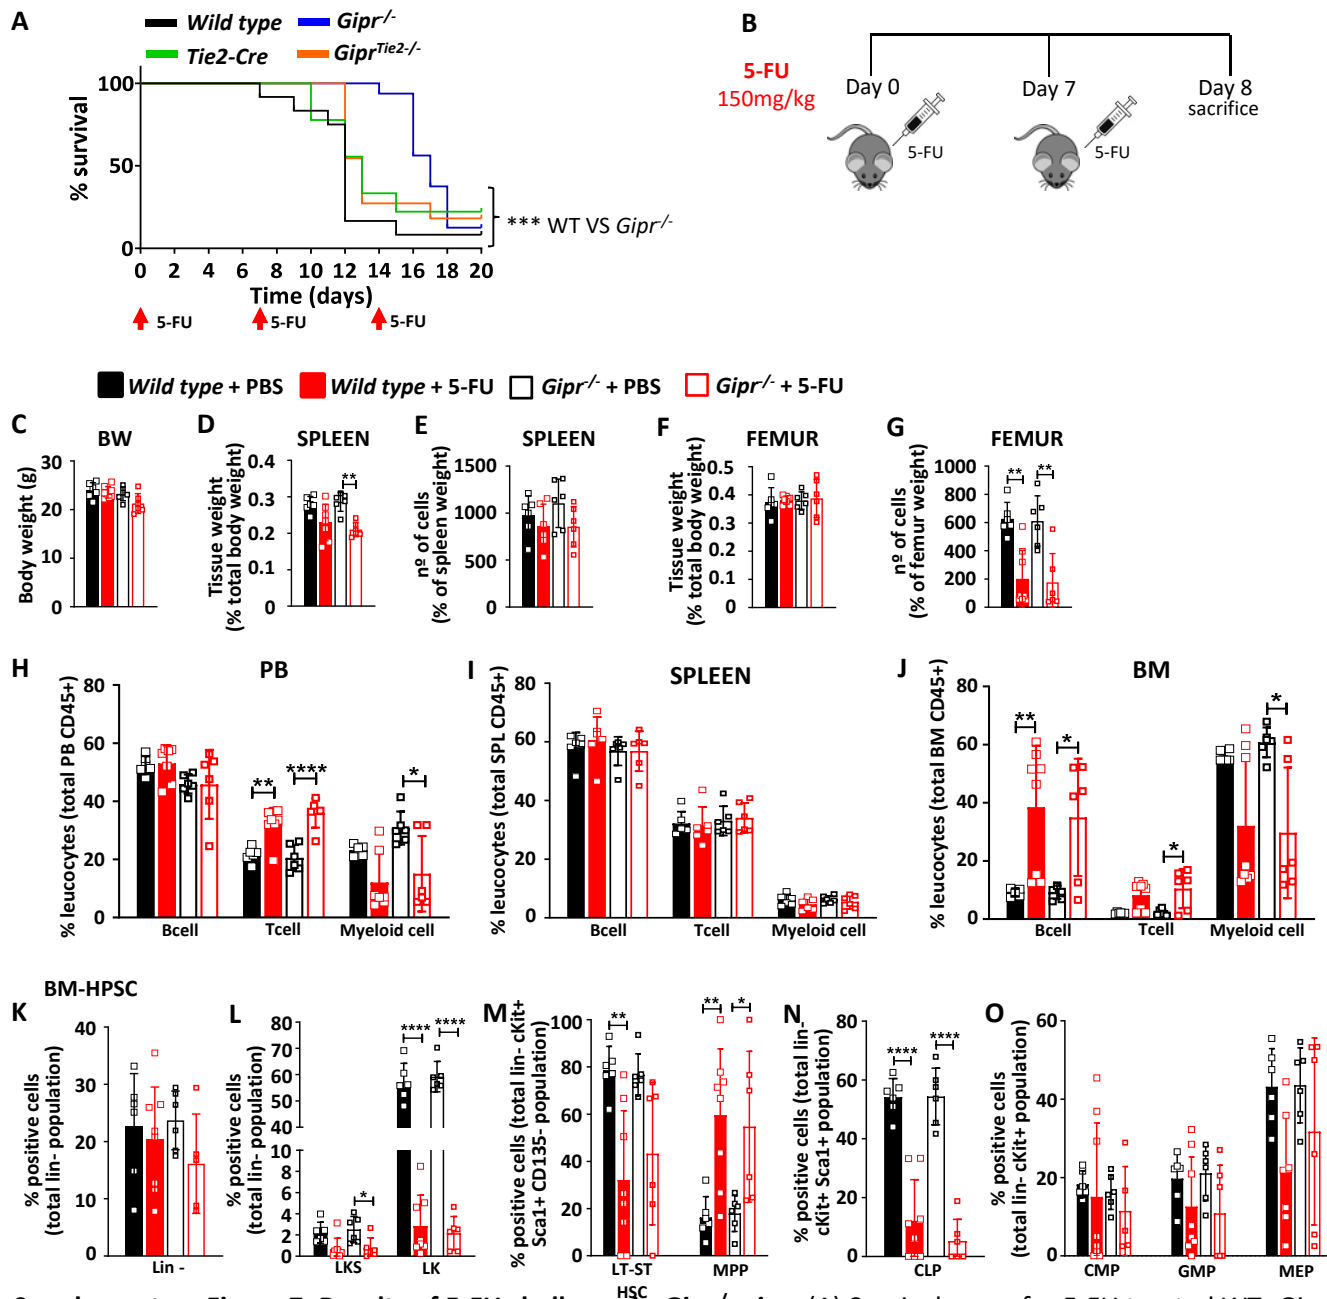 A
Wild type
Gipr-/-
Tie2-Cre
GiprTie2-/-
% survival
100
50
0
0 2 4 6 8 10 12 14 16 18 20
Time (days)
5-FU 5-FU 5-FU
*** WT VS Gipr-/-
B
5-FU
150mg/kg
Day 0
Day 7
Day 8
sacrifice
5-FU
5-FU
Wild type + PBS
Wild type + 5-FU
Gipr-/- + PBS
Gipr-/- + 5-FU
C
BW
Body weight (g)
30
20
10
0
D
SPLEEN
Tissue weight
(% total body weight)
0.4
0.3
0.2
0.1
0
**
E
SPLEEN
nº of cells
(% of spleen weight)
1500
1000
500
0
F
FEMUR
Tissue weight
(% total body weight)
0.5
0.4
0.3
0.2
0.1
0
G
FEMUR
nº of cells
(% of femur weight)
1000
800
600
400
200
0
** **
H
PB
% leucocytes (total PB CD45+)
80
60
40
20
0
** **** *
Bcell Tcell Myeloid cell
I
SPLEEN
% leucocytes (total SPL CD45+)
80
60
40
20
0
Bcell Tcell Myeloid cell
J
BM
% leucocytes (total BM CD45+)
80
60
40
20
0
** * * *
Bcell Tcell Myeloid cell
BM-HPSC
K
% positive cells
(total lin- population)
40
30
20
10
0
Lin -
L
% positive cells
(total lin- population)
80
70
60
50
40
30
20
10
8
6
4
2
0
* **** ****
LKS LK
M
% positive cells (total lin- cKit+
Sca1+ CD135- population)
100
80
60
40
20
0
** ** *
LT-ST
HSC
MPP
N
% positive cells (total lin-
cKit+ Sca1+ population)
80
60
40
20
0
**** ****
CLP
O
% positive cells
(total lin- cKit+ population)
60
40
20
0
CMP GMP MEP